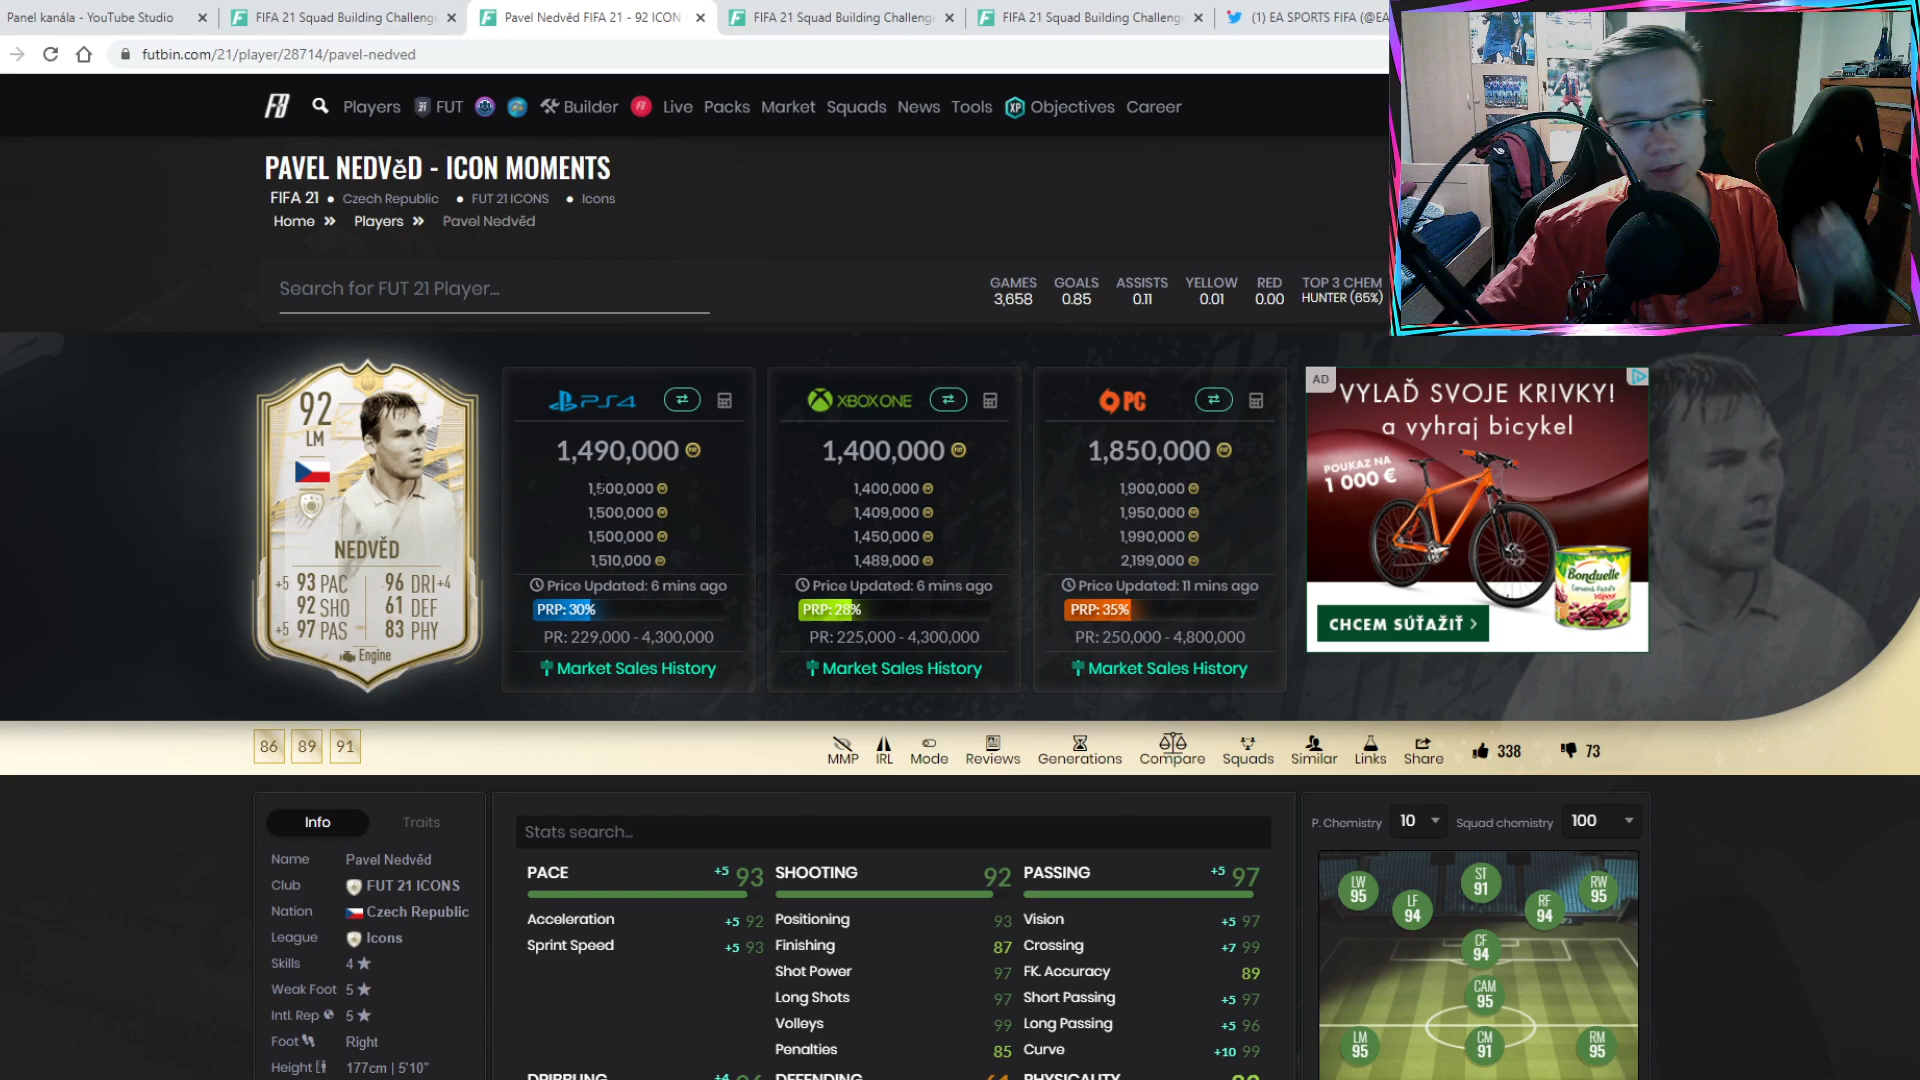 Panel kanála - YouTube Studio
FIFA 21 Squad Building Challenge
Pavel Nedvěd FIFA 21 - 92 ICON
FIFA 21 Squad Building Challenge
FIFA 21 Squad Building Challenge
(1) EA SPORTS FIFA (@EA
futbin.com/21/player/28714/pavel-nedved
Players FUT Builder Live Packs Market Squads News Tools XP Objectives Career
PAVEL NEDVěD - ICON MOMENTS
FIFA 21 • Czech Republic • FUT 21 ICONS • Icons
Home » Players » Pavel Nedvěd
Search for FUT 21 Player...
GAMES GOALS ASSISTS YELLOW RED TOP 3 CHEM
3,658 0.85 0.11 0.01 0.00 HUNTER (65%)
92
LM
NEDVĚD
+5 93 PAC 96 DRI +4
92 SHO 61 DEF
+5 97 PAS 83 PHY
Engine
PS4
1,490,000
1,500,000
1,500,000
1,500,000
1,510,000
Price Updated: 6 mins ago
PRP: 30%
PR: 229,000 - 4,300,000
Market Sales History
XBOX ONE
1,400,000
1,400,000
1,409,000
1,450,000
1,489,000
Price Updated: 6 mins ago
PRP: 28%
PR: 225,000 - 4,300,000
Market Sales History
PC
1,850,000
1,900,000
1,950,000
1,990,000
2,199,000
Price Updated: 11 mins ago
PRP: 35%
PR: 250,000 - 4,800,000
Market Sales History
AD
VYLAĎ SVOJE KRIVKY!
a vyhraj bicykel
POUKAZ NA
1 000 €
Bonduelle
CHCEM SÚŤAŽIŤ >
86 89 91
MMP IRL Mode Reviews Generations Compare Squads Similar Links Share 338 73
Info Traits
Name Pavel Nedvěd
Club FUT 21 ICONS
Nation Czech Republic
League Icons
Skills 4 ★
Weak Foot 5 ★
Intl. Rep 5 ★
Foot Right
Height 177cm | 5'10"
Stats search...
PACE +5 93
Acceleration +5 92
Sprint Speed +5 93
DRIBBLING +4 96
SHOOTING 92
Positioning 93
Finishing 87
Shot Power 97
Long Shots 97
Volleys 99
Penalties 85
DEFENDING 61
PASSING +5 97
Vision +5 97
Crossing +7 99
FK. Accuracy 89
Short Passing +5 97
Long Passing +5 96
Curve +10 99
PHYSICALITY 83
P. Chemistry 10 Squad chemistry 100
LW 95
ST 91
RW 95
LF 94
RF 94
CF 94
CAM 95
LM 95
CM 91
RM 95